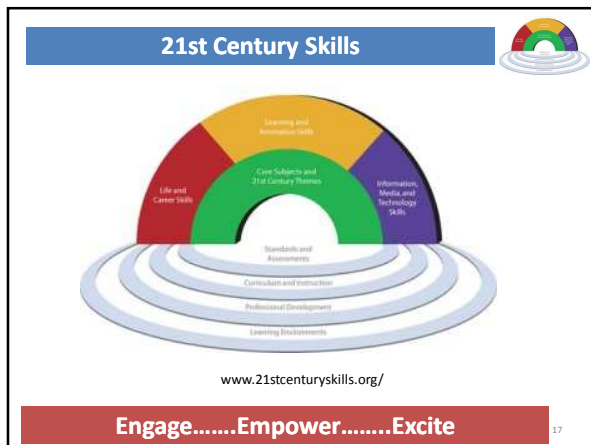 21st Century Skills
Learning and
Innovation Skills
Core Subjects and
21st Century Themes
Life and
Career Skills
Information,
Media, and
Technology
Skills
Standards and
Assessments
Curriculum and Instruction
Professional Development
Learning Environments
www.21stcenturyskills.org/
Engage.......Empower........Excite
17